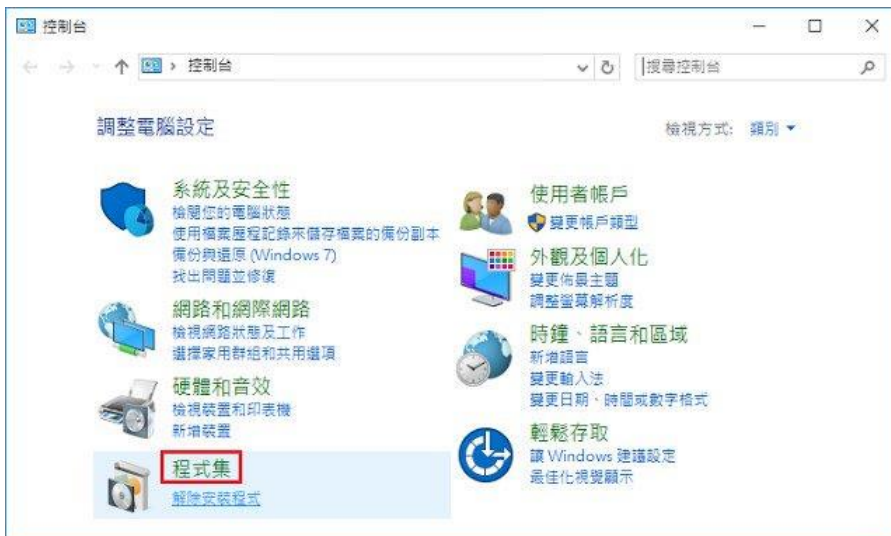 控制台
控制台
搜尋控制台
調整電腦設定
檢視方式: 類別
系統及安全性
檢閱您的電腦狀態
使用檔案歷程記錄來儲存檔案的備份副本
備份與還原 (Windows 7)
找出問題並修復
網路和網際網路
檢視網路狀態及工作
選擇家用群組和共用選項
硬體和音效
檢視裝置和印表機
新增裝置
程式集
解除安裝程式
使用者帳戶
變更帳戶類型
外觀及個人化
變更佈景主題
調整螢幕解析度
時鐘、語言和區域
新增語言
變更輸入法
變更日期、時間或數字格式
輕鬆存取
讓 Windows 建議設定
最佳化視覺顯示